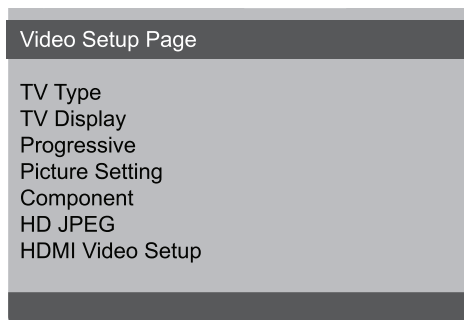 Video Setup Page
TV Type
TV Display
Progressive
Picture Setting
Component
HD JPEG
HDMI Video Setup